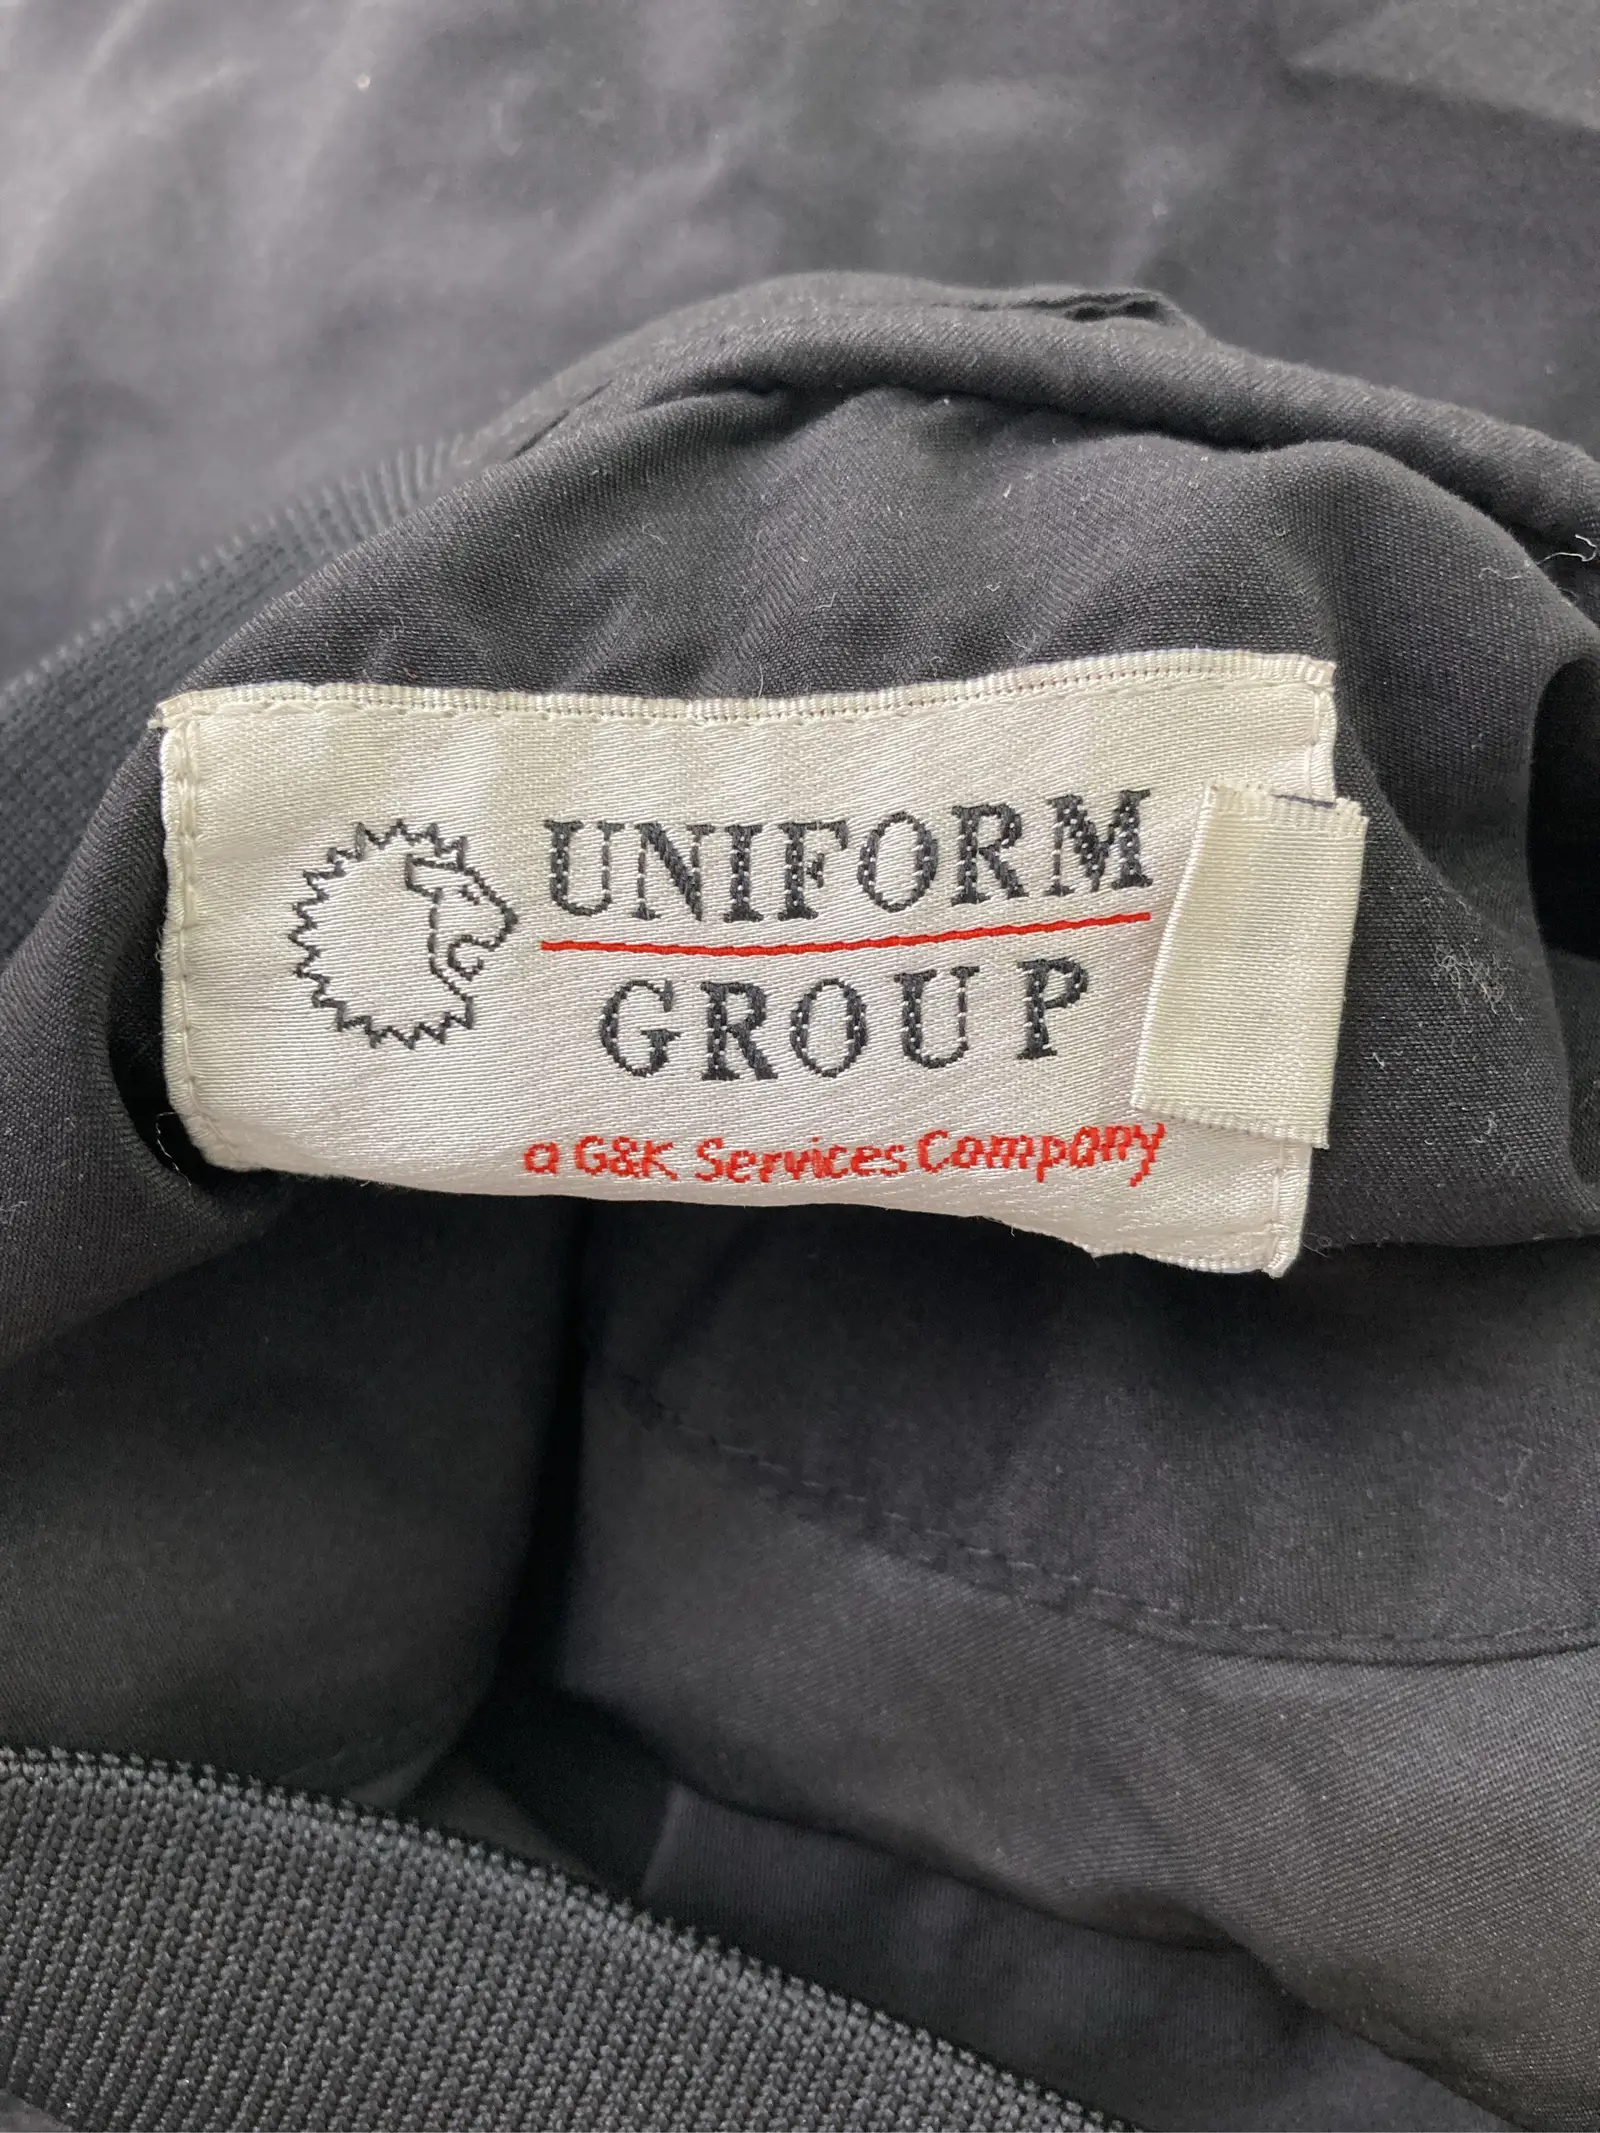 UNIFORM
GROUP
a G&K Services Company